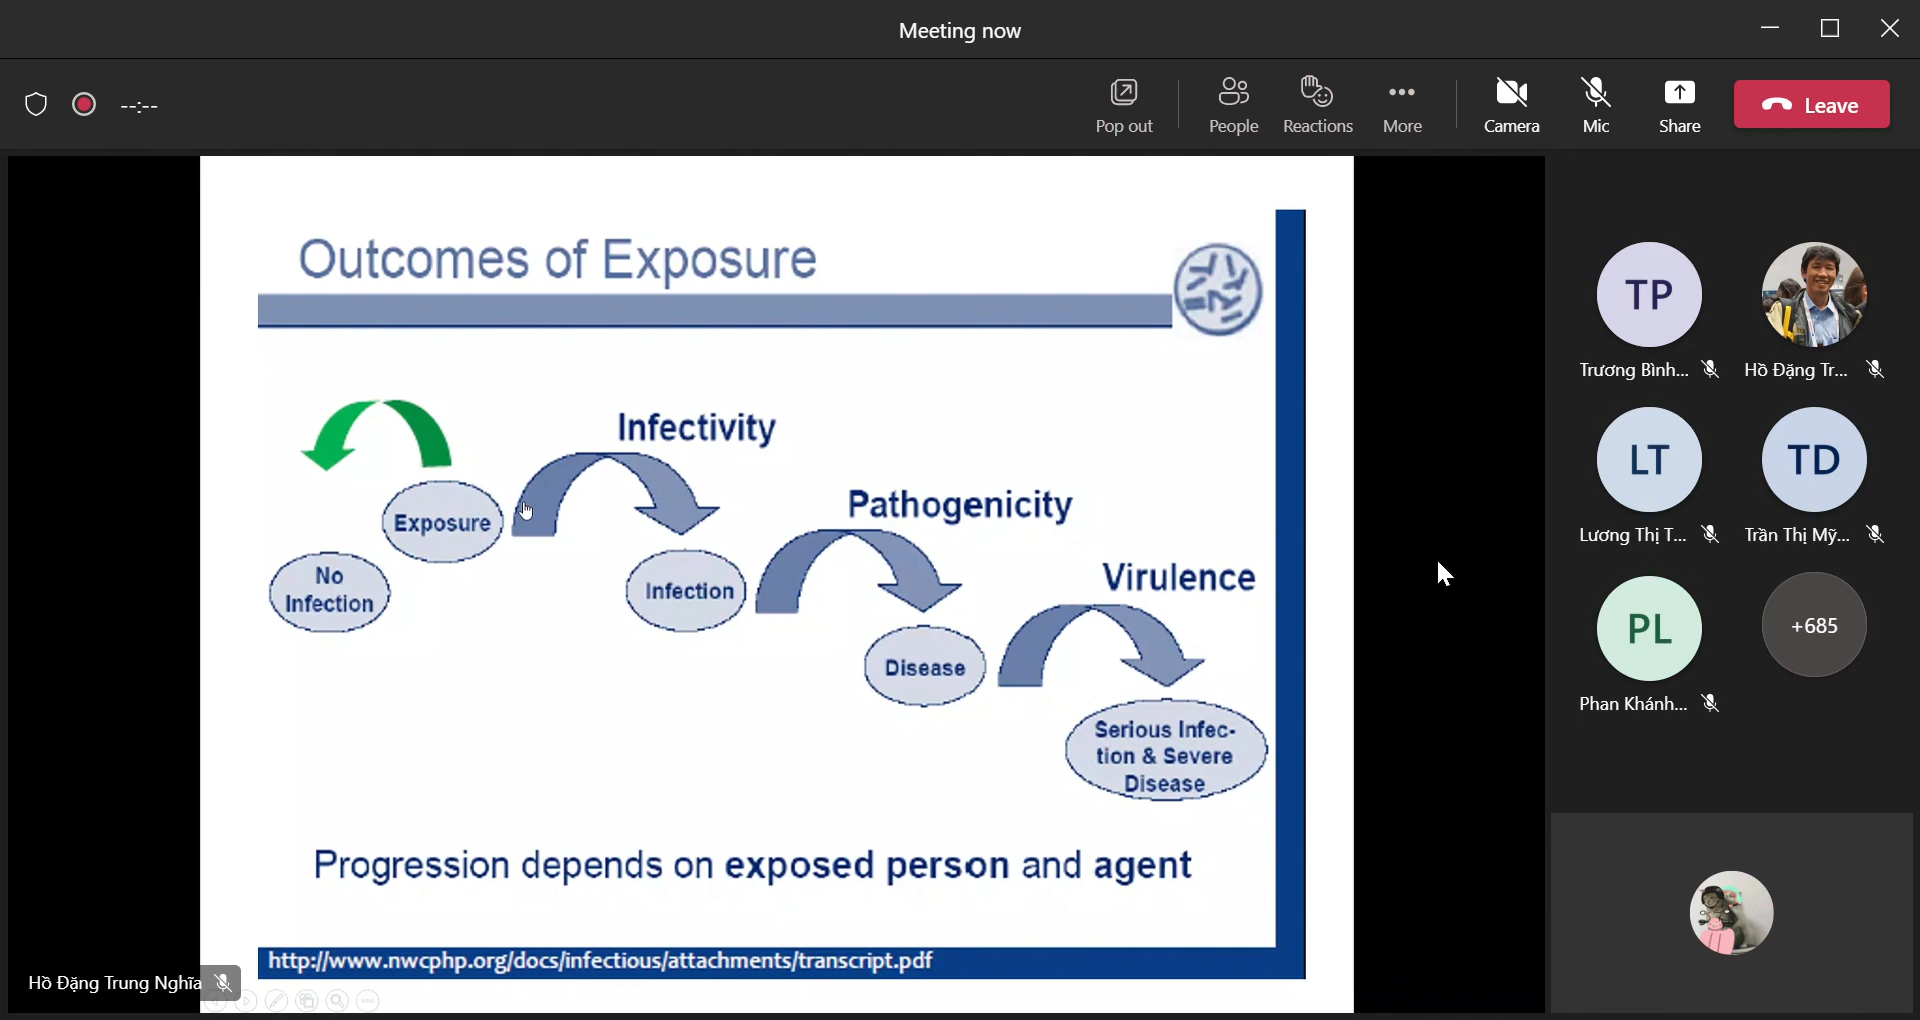 Meeting now
--:--
Pop out
People
Reactions
More
Camera
Mic
Share
Leave
Outcomes of Exposure
Infectivity
Pathogenicity
Virulence
Exposure
No
Infection
Infection
Disease
Serious Infec-
tion & Severe
Disease
Progression depends on exposed person and agent
http://www.nwcphp.org/docs/infectious/attachments/transcript.pdf
Hồ Đặng Trung Nghĩa
TP
Trương Bình...
Hồ Đặng Tr...
LT
Lương Thị T...
TD
Trần Thị Mỹ...
PL
Phan Khánh...
+685